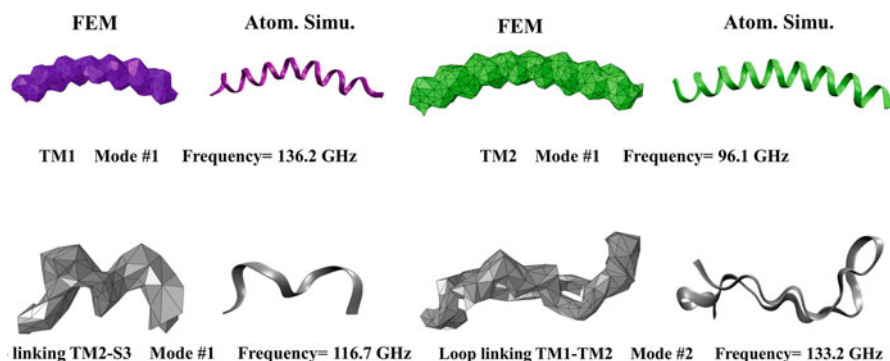 FEM Atom. Simu. FEM Atom. Simu.
TM1 Mode #1 Frequency= 136.2 GHz TM2 Mode #1 Frequency= 96.1 GHz
linking TM2-S3 Mode #1 Frequency= 116.7 GHz Loop linking TM1-TM2 Mode #2 Frequency= 133.2 GHz